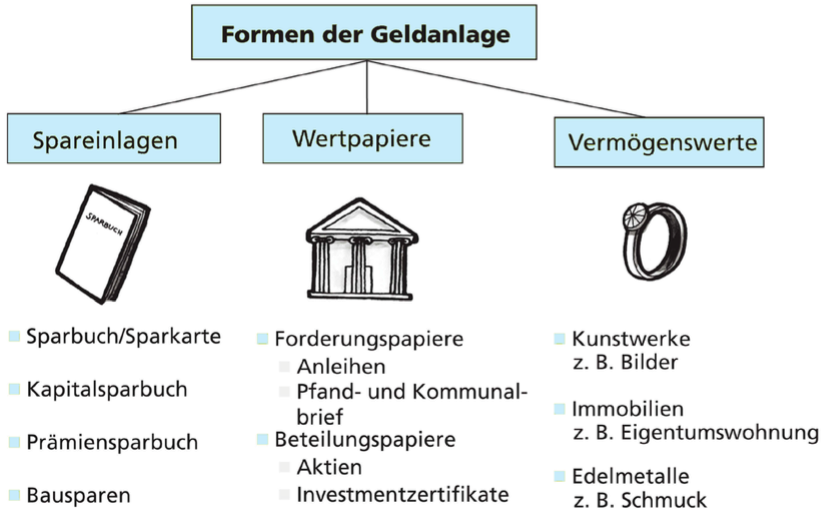 Formen der Geldanlage
Spareinlagen
Wertpapiere
Vermögenswerte
SPARBUCH
Sparbuch/Sparkarte
Kapitalsparbuch
Prämiensparbuch
Bausparen
Forderungspapiere
Anleihen
Pfand- und Kommunal-
brief
Beteilungspapiere
Aktien
Investmentzertifikate
Kunstwerke
z. B. Bilder
Immobilien
z. B. Eigentumswohnung
Edelmetalle
z. B. Schmuck